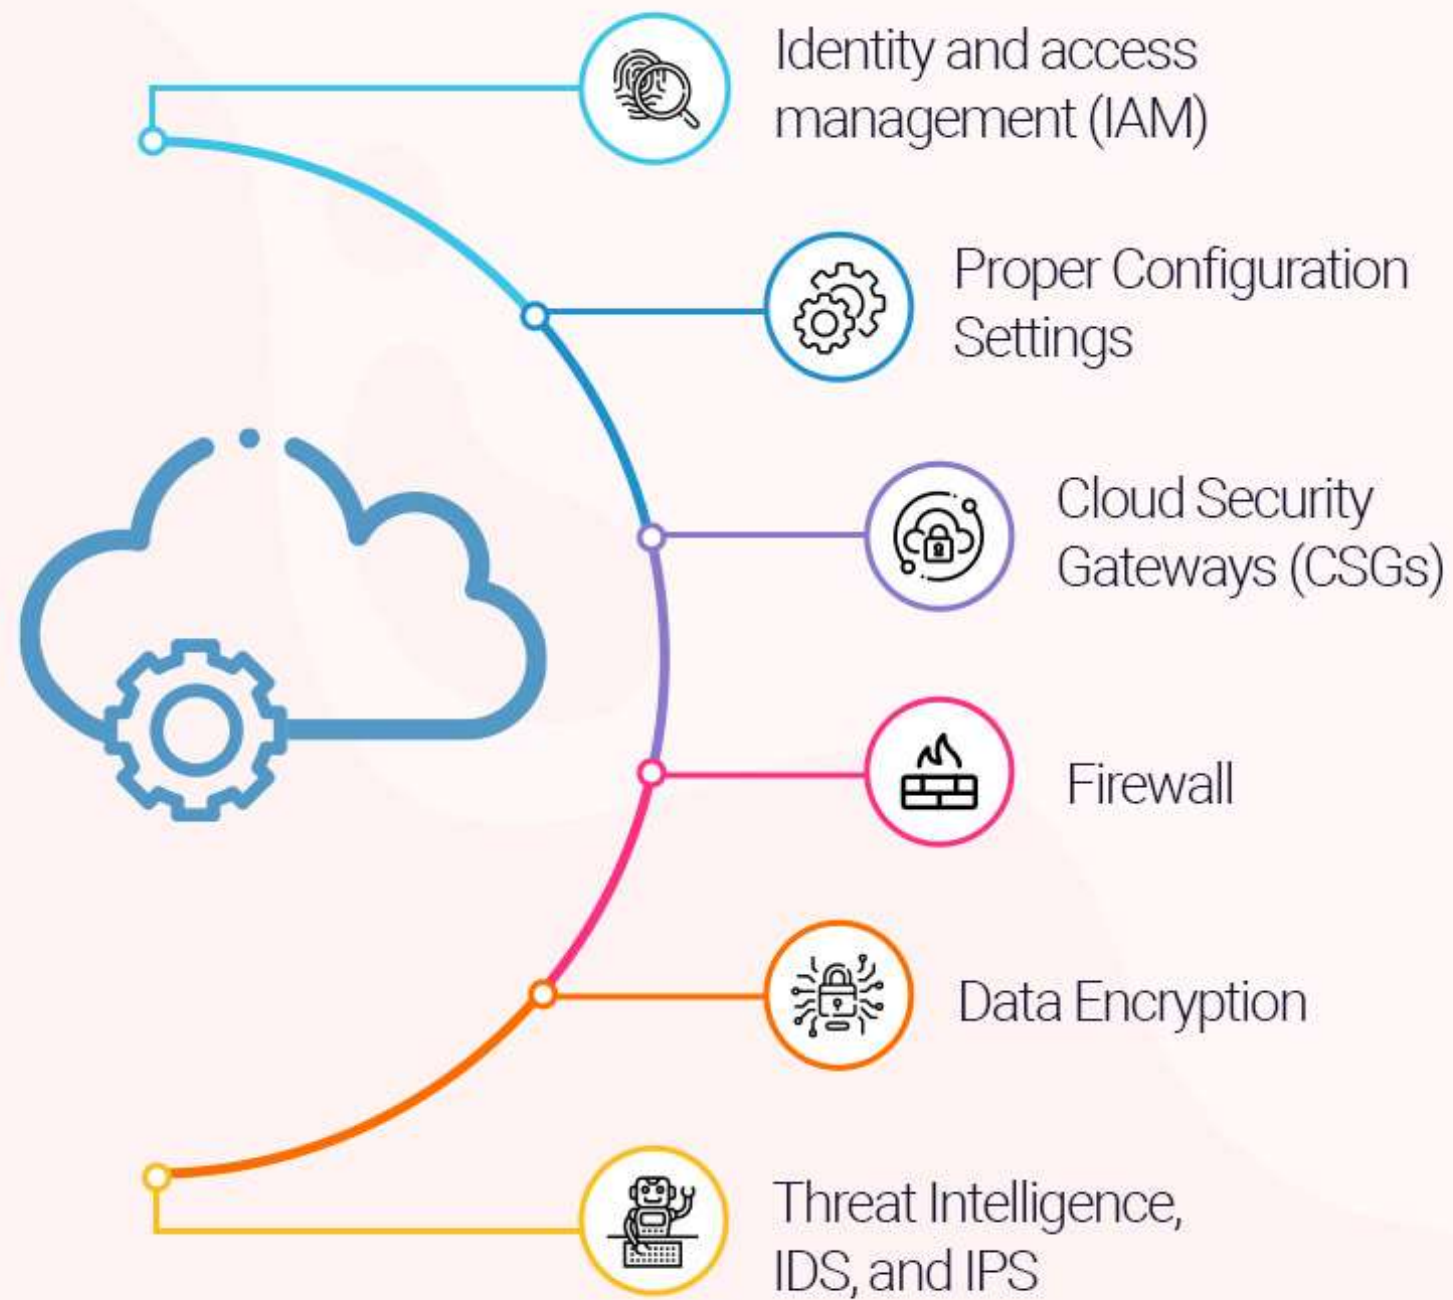 Identity and access
management (IAM)
Proper Configuration
Settings
Cloud Security
Gateways (CSGs)
Firewall
Data Encryption
Threat Intelligence,
IDS, and IPS